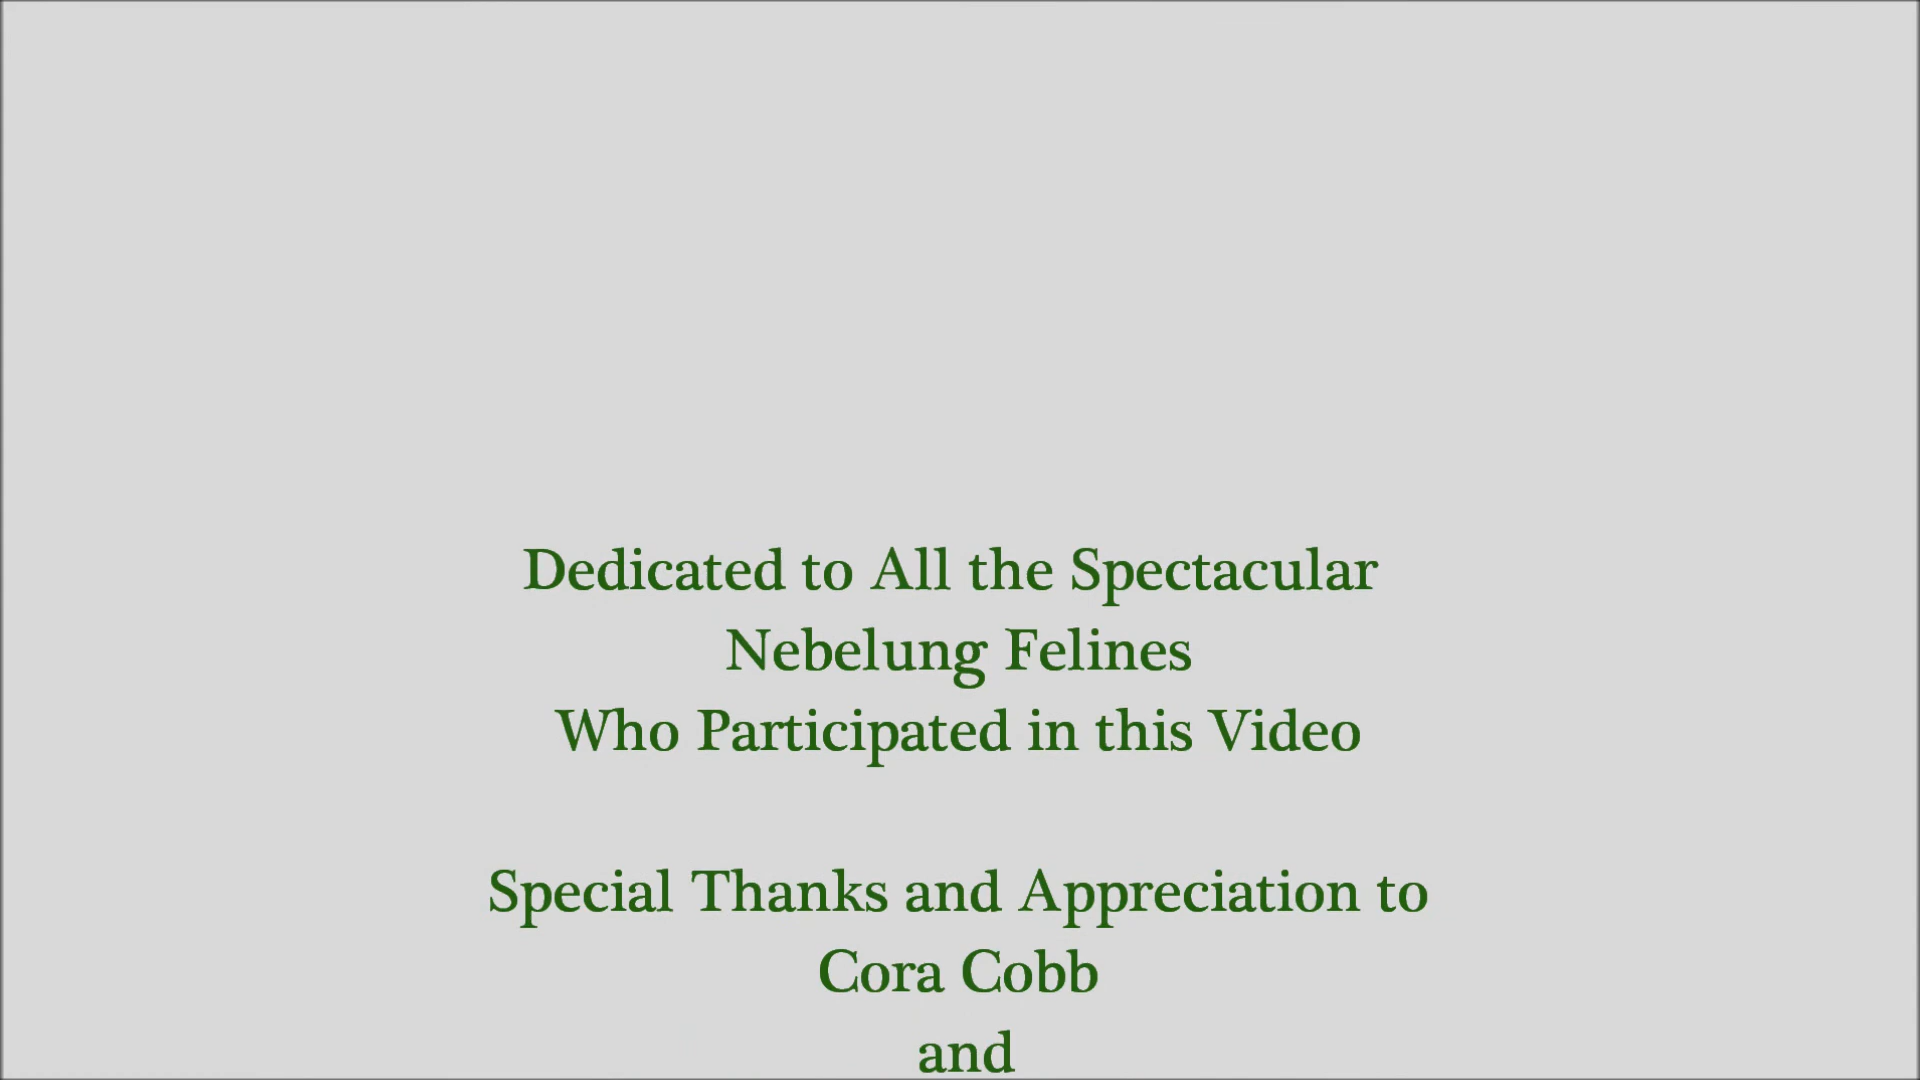 Dedicated to All the Spectacular
Nebelung Felines
Who Participated in this Video
Special Thanks and Appreciation to
Cora Cobb
and